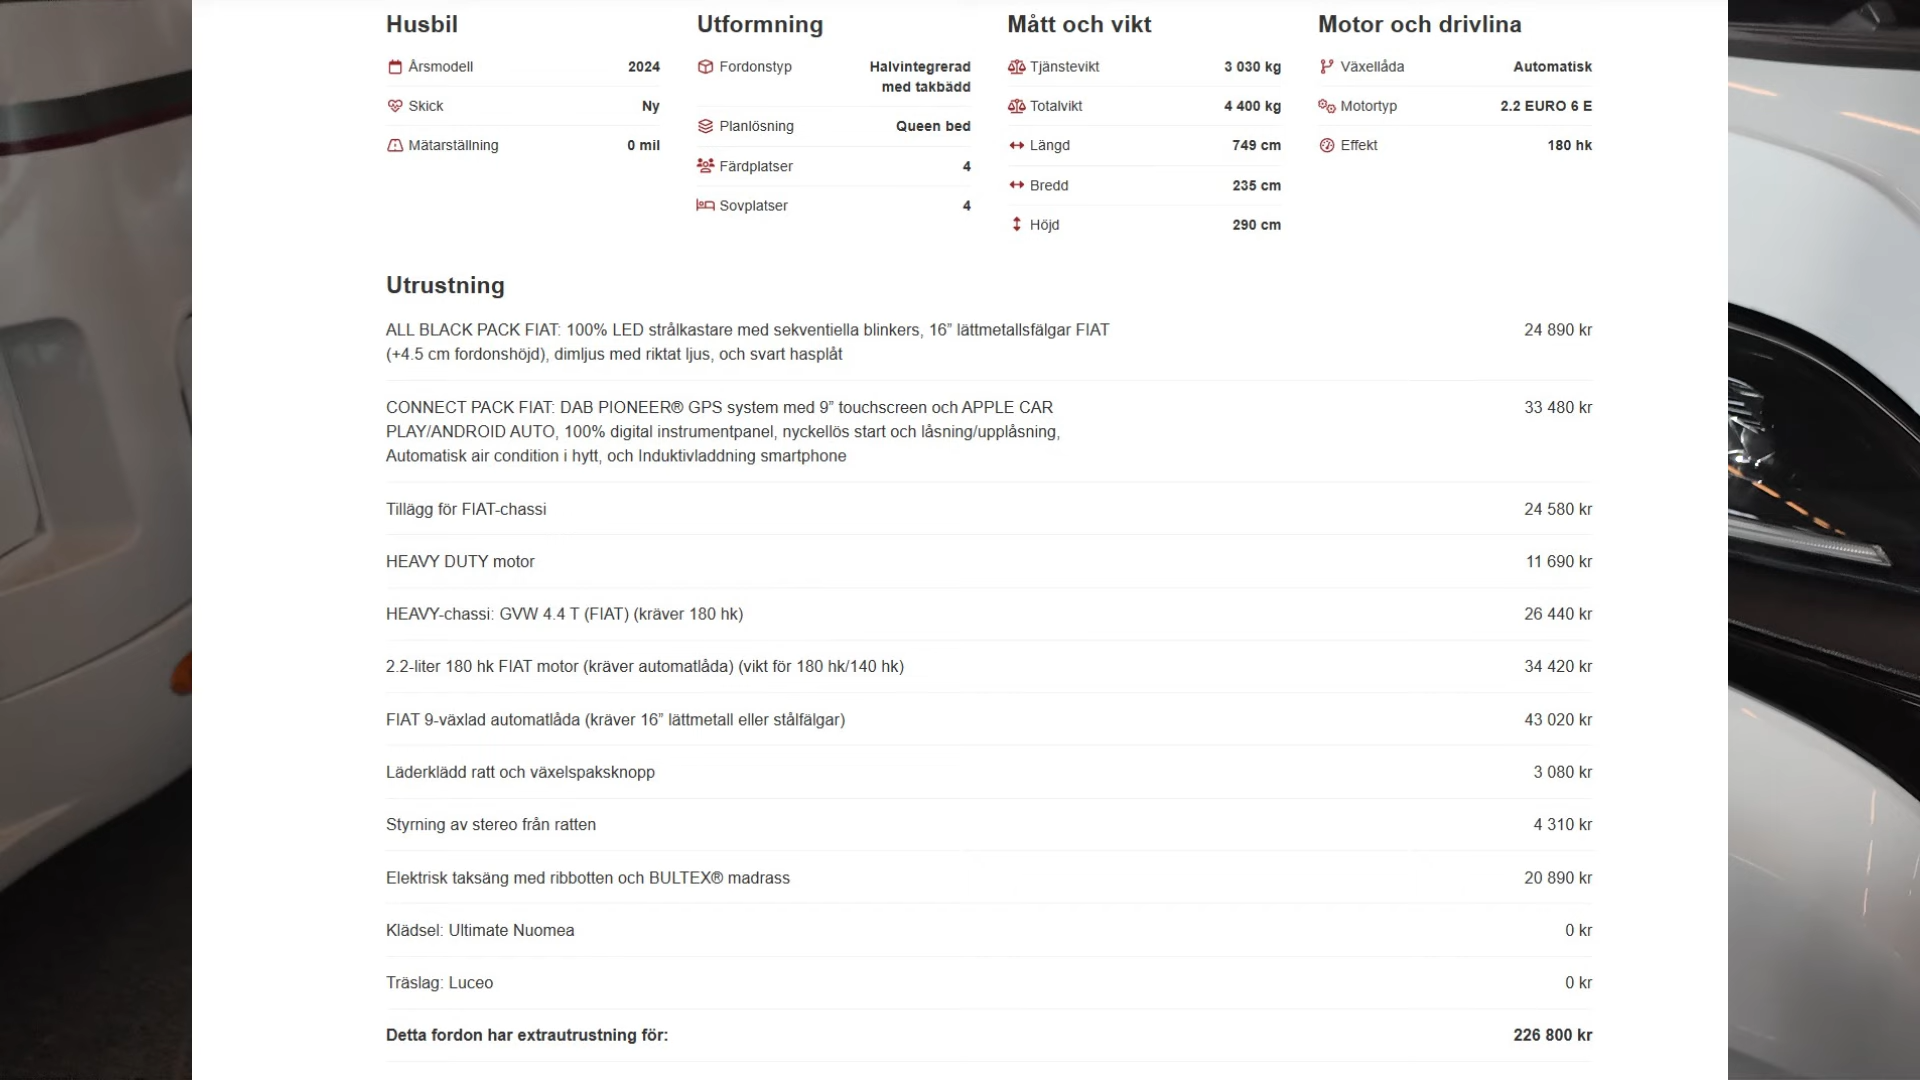 Husbil
Årsmodell 2024
Skick Ny
Mätarställning 0 mil
Utformning
Fordonstyp Halvintegrerad
med takbädd
Planlösning Queen bed
Färdplatser 4
Sovplatser 4
Mått och vikt
Tjänstevikt 3 030 kg
Totalvikt 4 400 kg
Längd 749 cm
Bredd 235 cm
Höjd 290 cm
Motor och drivlina
Växellåda Automatisk
Motortyp 2.2 EURO 6 E
Effekt 180 hk
Utrustning
ALL BLACK PACK FIAT: 100% LED strålkastare med sekventiella blinkers, 16” lättmetallsfälgar FIAT 24 890 kr
(+4.5 cm fordonshöjd), dimljus med riktat ljus, och svart hasplåt
CONNECT PACK FIAT: DAB PIONEER® GPS system med 9” touchscreen och APPLE CAR 33 480 kr
PLAY/ANDROID AUTO, 100% digital instrumentpanel, nyckellös start och låsning/upplåsning,
Automatisk air condition i hytt, och Induktivladdning smartphone
Tillägg för FIAT-chassi 24 580 kr
HEAVY DUTY motor 11 690 kr
HEAVY-chassi: GVW 4.4 T (FIAT) (kräver 180 hk) 26 440 kr
2.2-liter 180 hk FIAT motor (kräver automatlåda) (vikt för 180 hk/140 hk) 34 420 kr
FIAT 9-växlad automatlåda (kräver 16” lättmetall eller stålfälgar) 43 020 kr
Läderklädd ratt och växelspaksknopp 3 080 kr
Styrning av stereo från ratten 4 310 kr
Elektrisk taksäng med ribbotten och BULTEX® madrass 20 890 kr
Klädsel: Ultimate Nuomea 0 kr
Träslag: Luceo 0 kr
Detta fordon har extrautrustning för: 226 800 kr